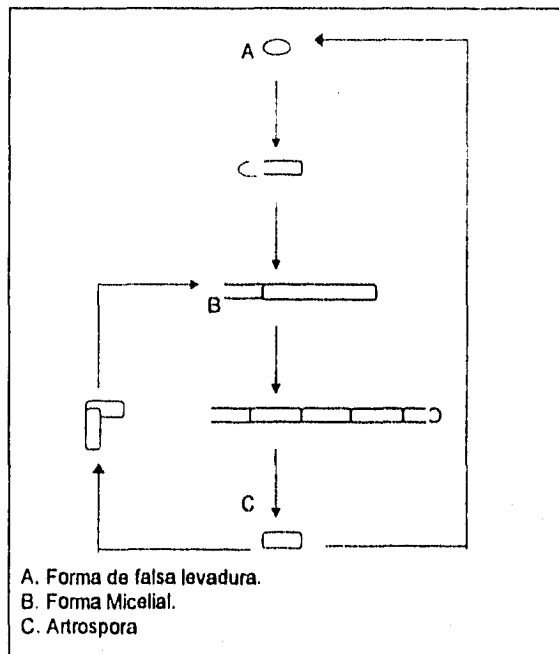 A
B
C
A. Forma de falsa levadura.
B. Forma Micelial.
C. Artrospora